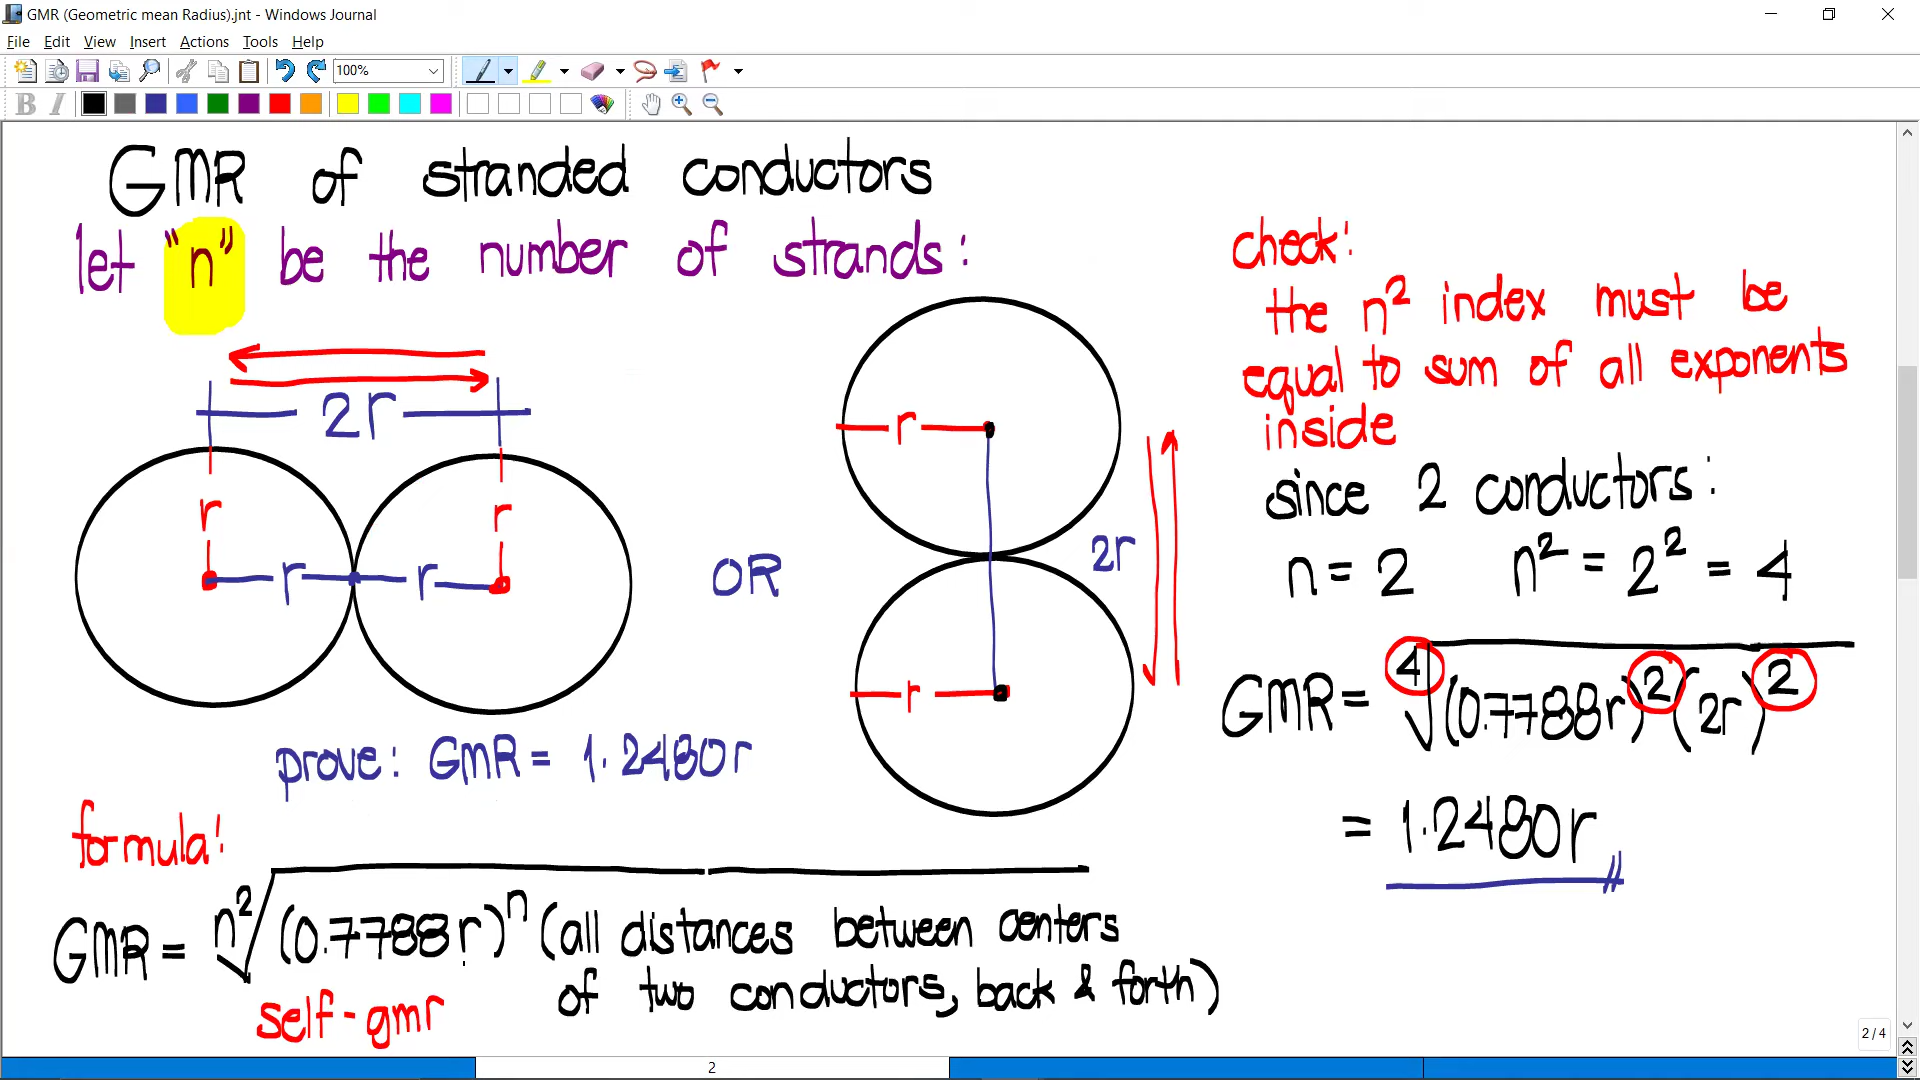 GMR (Geometric mean Radius).jnt - Windows Journal
File Edit View Insert Actions Tools Help
100%
B I
GMR of stranded conductors
let "n" be the number of strands:
2r
r r
r r
OR
r
2r
r
prove: GMR = 1.2480r
formula:
GMR = n²√(0.7788r)ⁿ (all distances between centers
of two conductors, back & forth)
self-gmr
check:
the n² index must be
equal to sum of all exponents
inside
since 2 conductors:
n = 2 n² = 2² = 4
GMR = ⁴√(0.7788r)²(2r)²
= 1.2480r
2 / 4
2